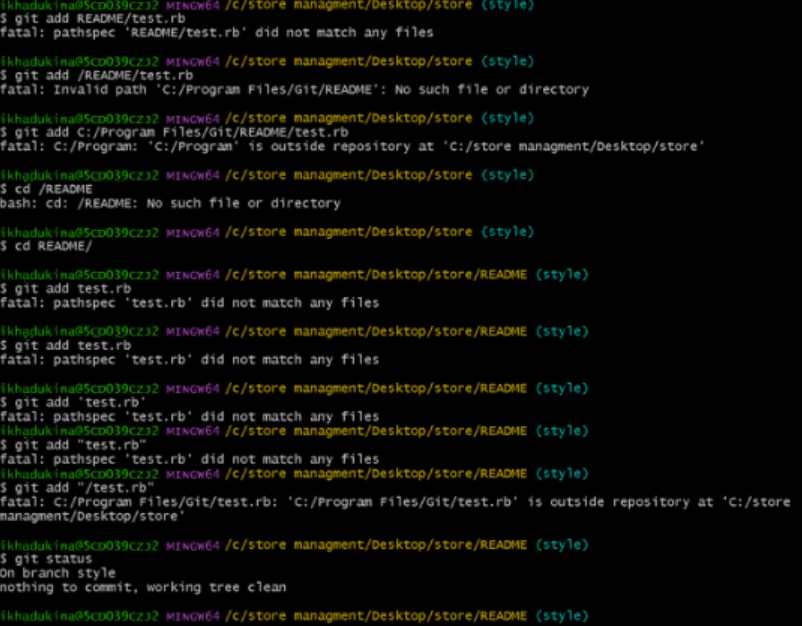 ikhadukina@5CD039CZJ2 MINGW64 /c/store managment/Desktop/store (style)
$ git add README/test.rb
fatal: pathspec 'README/test.rb' did not match any files
ikhadukina@5CD039CZJ2 MINGW64 /c/store managment/Desktop/store (style)
$ git add /README/test.rb
fatal: Invalid path 'C:/Program Files/Git/README': No such file or directory
ikhadukina@5CD039CZJ2 MINGW64 /c/store managment/Desktop/store (style)
$ git add C:/Program Files/Git/README/test.rb
fatal: C:/Program: 'C:/Program' is outside repository at 'C:/store managment/Desktop/store'
ikhadukina@5CD039CZJ2 MINGW64 /c/store managment/Desktop/store (style)
$ cd /README
bash: cd: /README: No such file or directory
ikhadukina@5CD039CZJ2 MINGW64 /c/store managment/Desktop/store (style)
$ cd README/
ikhadukina@5CD039CZJ2 MINGW64 /c/store managment/Desktop/store/README (style)
$ git add test.rb
fatal: pathspec 'test.rb' did not match any files
ikhadukina@5CD039CZJ2 MINGW64 /c/store managment/Desktop/store/README (style)
$ git add test.rb
fatal: pathspec 'test.rb' did not match any files
ikhadukina@5CD039CZJ2 MINGW64 /c/store managment/Desktop/store/README (style)
$ git add 'test.rb'
fatal: pathspec 'test.rb' did not match any files
ikhadukina@5CD039CZJ2 MINGW64 /c/store managment/Desktop/store/README (style)
$ git add "test.rb"
fatal: pathspec 'test.rb' did not match any files
ikhadukina@5CD039CZJ2 MINGW64 /c/store managment/Desktop/store/README (style)
$ git add "/test.rb"
fatal: C:/Program Files/Git/test.rb: 'C:/Program Files/Git/test.rb' is outside repository at 'C:/store
managment/Desktop/store'
ikhadukina@5CD039CZJ2 MINGW64 /c/store managment/Desktop/store/README (style)
$ git status
On branch style
nothing to commit, working tree clean
ikhadukina@5CD039CZJ2 MINGW64 /c/store managment/Desktop/store/README (style)